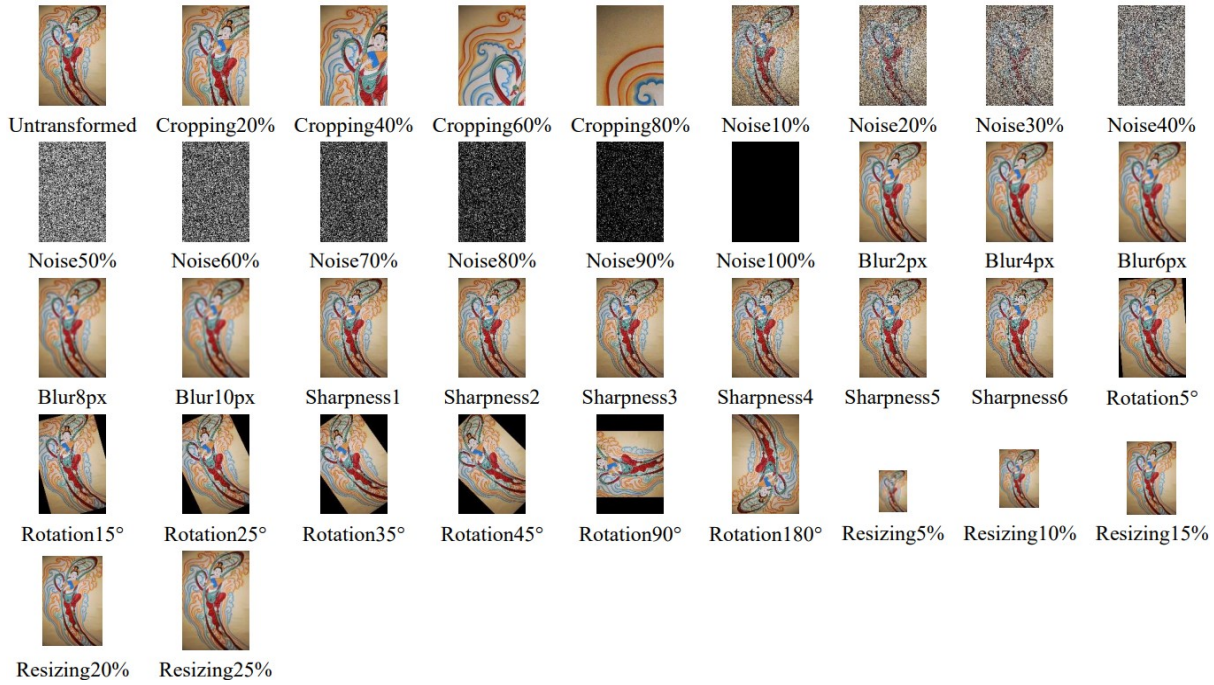 Untransformed Cropping20% Cropping40% Cropping60% Cropping80% Noise10% Noise20% Noise30% Noise40%
Noise50% Noise60% Noise70% Noise80% Noise90% Noise100% Blur2px Blur4px Blur6px
Blur8px Blur10px Sharpness1 Sharpness2 Sharpness3 Sharpness4 Sharpness5 Sharpness6 Rotation5°
Rotation15° Rotation25° Rotation35° Rotation45° Rotation90° Rotation180° Resizing5% Resizing10% Resizing15%
Resizing20% Resizing25%